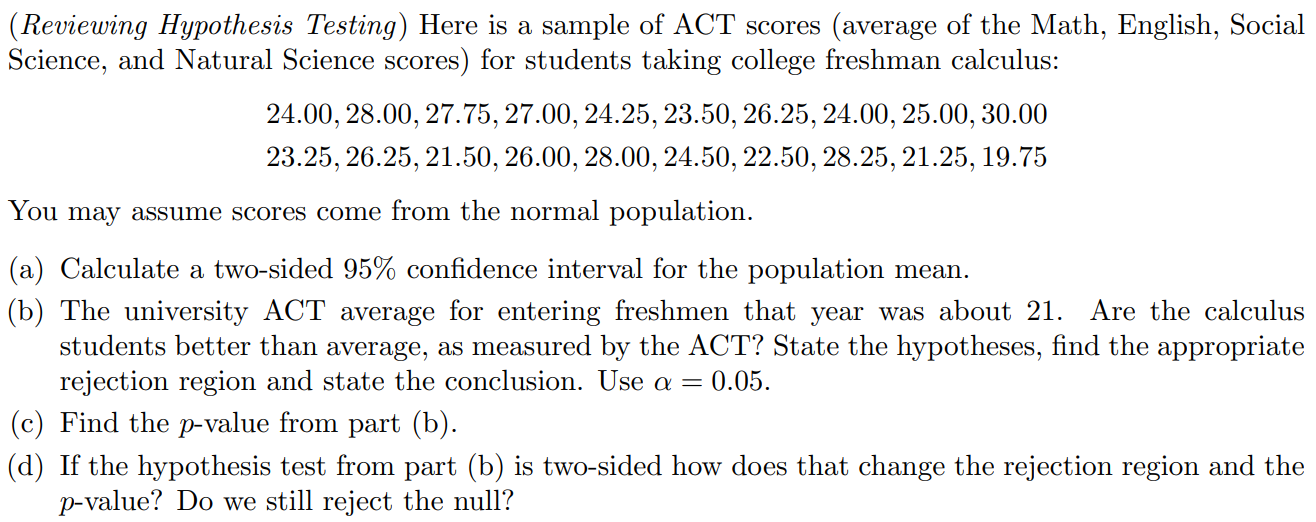 (Reviewing Hypothesis Testing) Here is a sample of ACT scores (average of the Math, English, Social
Science, and Natural Science scores) for students taking college freshman calculus:
24.00, 28.00, 27.75, 27.00, 24.25, 23.50, 26.25, 24.00, 25.00, 30.00
23.25, 26.25, 21.50, 26.00, 28.00, 24.50, 22.50, 28.25, 21.25, 19.75
You may assume scores come from the normal population.
(a) Calculate a two-sided 95% confidence interval for the population mean.
(b) The university ACT average for entering freshmen that year was about 21. Are the calculus
students better than average, as measured by the ACT? State the hypotheses, find the appropriate
rejection region and state the conclusion. Use α = 0.05.
(c) Find the p-value from part (b).
(d) If the hypothesis test from part (b) is two-sided how does that change the rejection region and the
p-value? Do we still reject the null?